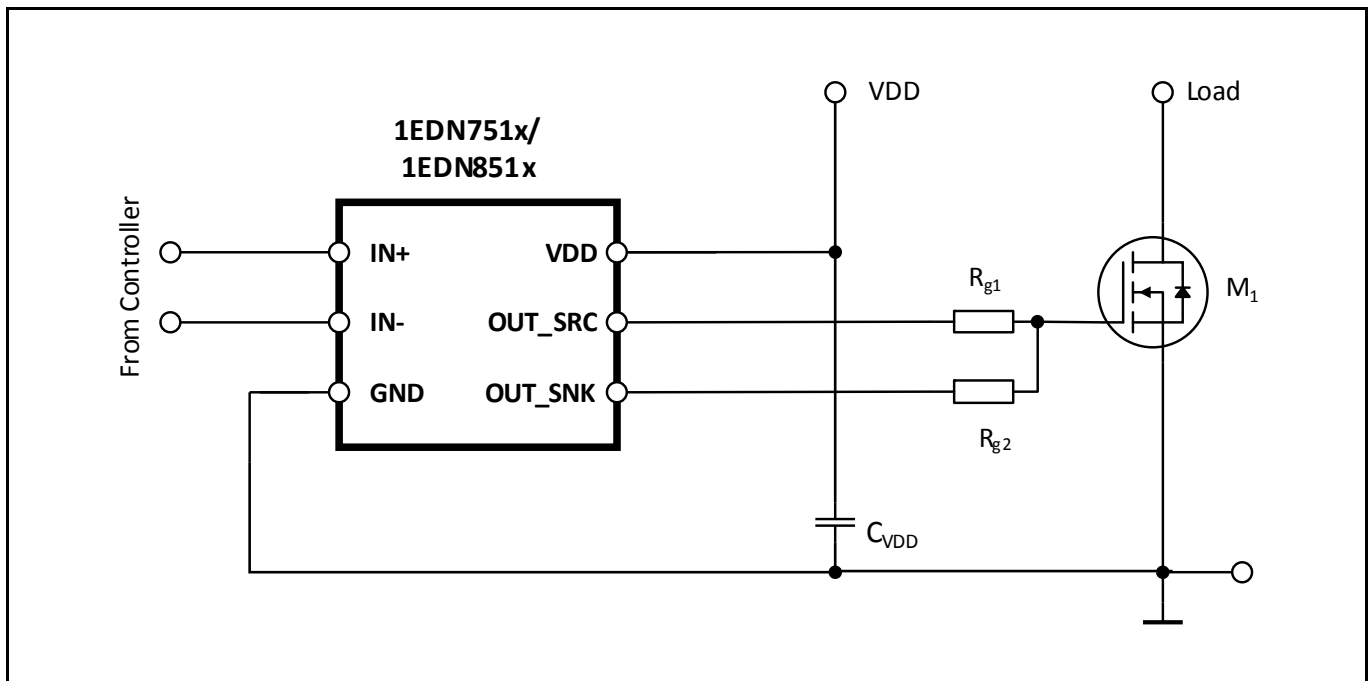 VDD
Load
1EDN751x/
1EDN851x
From Controller
IN+
VDD
Rg1
M1
IN-
OUT_SRC
GND
OUT_SNK
Rg2
CVDD